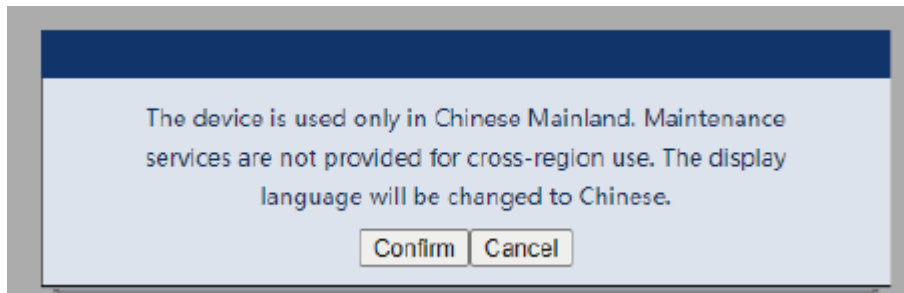 The device is used only in Chinese Mainland. Maintenance
services are not provided for cross-region use. The display
language will be changed to Chinese.
Confirm Cancel